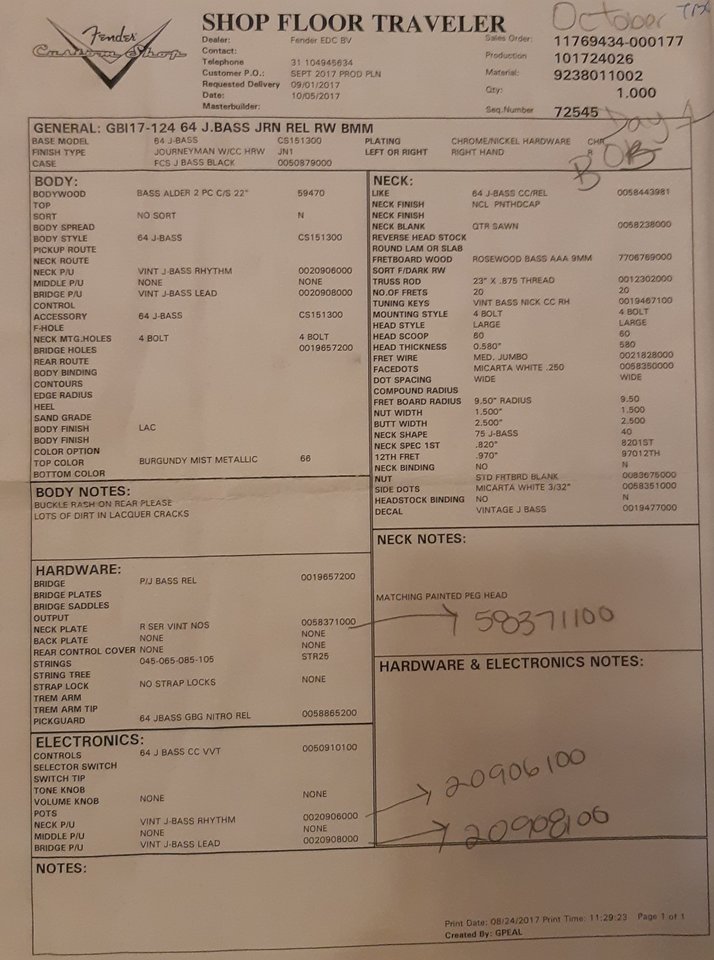 Fender
Custom Shop
SHOP FLOOR TRAVELER
October
Dealer: Fender EDC BV
Contact:
Telephone 31 104945634
Customer P.O.: SEPT 2017 PROD PLN
Requested Delivery 09/01/2017
Date: 10/05/2017
Masterbuilder:
Sales Order: 11769434-000177
Production 101724026
Material: 9238011002
Qty: 1.000
Seq.Number 72545
Day
GENERAL: GBI17-124 64 J.BASS JRN REL RW BMM
BASE MODEL 64 J-BASS CS151300 PLATING CHROME/NICKEL HARDWARE CHR
FINISH TYPE JOURNEYMAN W/CC HRW JN1 LEFT OR RIGHT RIGHT HAND R
CASE FCS J BASS BLACK 0050879000
BOB
BODY:
BODYWOOD BASS ALDER 2 PC C/S 22" 59470
TOP
SORT NO SORT N
BODY SPREAD
BODY STYLE 64 J-BASS CS151300
PICKUP ROUTE
NECK ROUTE
NECK P/U VINT J-BASS RHYTHM 0020906000
MIDDLE P/U NONE NONE
BRIDGE P/U VINT J-BASS LEAD 0020908000
CONTROL
ACCESSORY 64 J-BASS CS151300
F-HOLE
NECK MTG.HOLES 4 BOLT 4 BOLT
BRIDGE HOLES 0019657200
REAR ROUTE
BODY BINDING
CONTOURS
EDGE RADIUS
HEEL
SAND GRADE
BODY FINISH LAC
BODY FINISH
COLOR OPTION
TOP COLOR BURGUNDY MIST METALLIC 66
BOTTOM COLOR
BODY NOTES:
BUCKLE RASH ON REAR PLEASE
LOTS OF DIRT IN LACQUER CRACKS
HARDWARE:
BRIDGE P/J BASS REL 0019657200
BRIDGE PLATES
BRIDGE SADDLES
OUTPUT
NECK PLATE R SER VINT NOS 0058371000
BACK PLATE NONE NONE
REAR CONTROL COVER NONE NONE
STRINGS 045-065-085-105 STR25
STRING TREE
STRAP LOCK NO STRAP LOCKS NONE
TREM ARM
TREM ARM TIP
PICKGUARD 64 JBASS GBG NITRO REL 0058865200
ELECTRONICS:
CONTROLS 64 J BASS CC VVT 0050910100
SELECTOR SWITCH
SWITCH TIP
TONE KNOB
VOLUME KNOB NONE NONE
POTS
NECK P/U VINT J-BASS RHYTHM 0020906000
MIDDLE P/U NONE NONE
BRIDGE P/U VINT J-BASS LEAD 0020908000
NECK:
LIKE 64 J-BASS CC/REL 0058443981
NECK FINISH NCL PNTHDCAP
NECK FINISH
NECK BLANK QTR SAWN 0058238000
REVERSE HEAD STOCK
ROUND LAM OR SLAB
FRETBOARD WOOD ROSEWOOD BASS AAA 9MM 7706769000
SORT F/DARK RW
TRUSS ROD 23" X .875 THREAD 0012302000
NO.OF FRETS 20 20
TUNING KEYS VINT BASS NICK CC RH 0019467100
MOUNTING STYLE 4 BOLT 4 BOLT
HEAD STYLE LARGE LARGE
HEAD SCOOP 60 60
HEAD THICKNESS 0.580" 580
FRET WIRE MED. JUMBO 0021828000
FACEDOTS MICARTA WHITE .250 0058350000
DOT SPACING WIDE WIDE
COMPOUND RADIUS
FRET BOARD RADIUS 9.50" RADIUS 9.50
NUT WIDTH 1.500" 1.500
BUTT WIDTH 2.500" 2.500
NECK SHAPE 75 J-BASS 40
NECK SPEC 1ST .820" 8201ST
12TH FRET .970" 97012TH
NECK BINDING NO N
NUT STD FRTBRD BLANK 0083675000
SIDE DOTS MICARTA WHITE 3/32" 0058351000
HEADSTOCK BINDING NO N
DECAL VINTAGE J BASS 0019477000
NECK NOTES:
MATCHING PAINTED PEG HEAD
58371100
HARDWARE & ELECTRONICS NOTES:
20906100
20908100
NOTES:
Print Date: 08/24/2017 Print Time: 11:29:23 Page 1 of 1
Created By: GPEAL